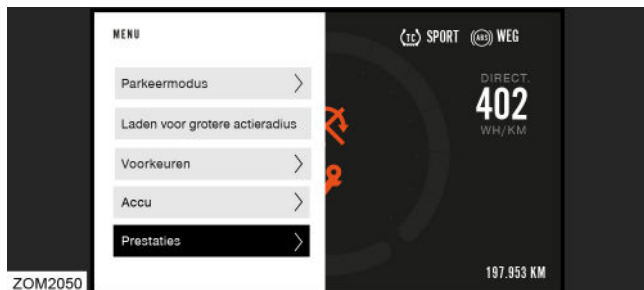 MENU
Parkeermodus
Laden voor grotere actieradius
Voorkeuren
Accu
Prestaties
(TC) SPORT ((ABS)) WEG
DIRECT.
402
WH/KM
197.953 KM
ZOM2050